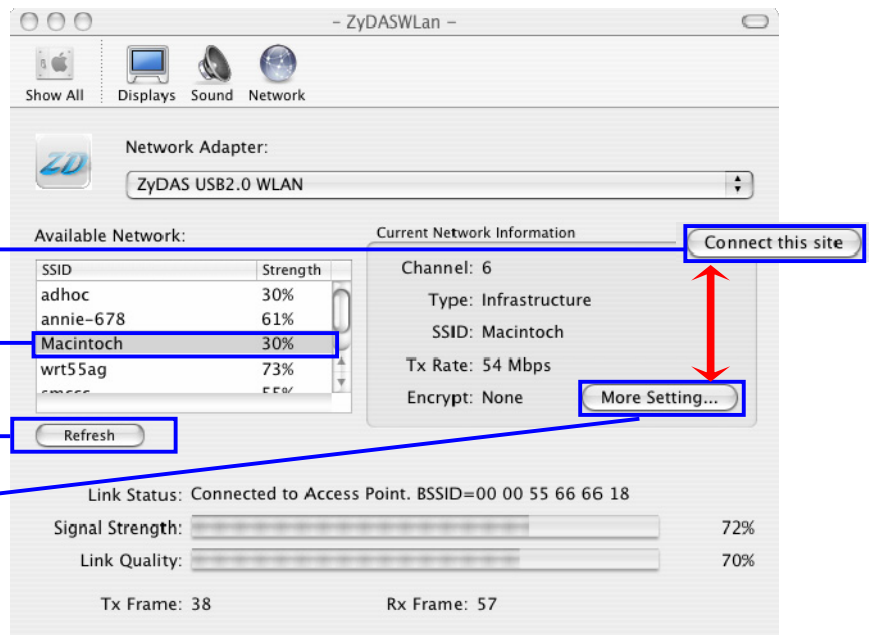 - ZyDASWLan -
Show All Displays Sound Network
ZD
Network Adapter:
ZyDAS USB2.0 WLAN
Available Network:
SSID Strength
adhoc 30%
annie-678 61%
Macintoch 30%
wrt55ag 73%
Refresh
Current Network Information
Connect this site
Channel: 6
Type: Infrastructure
SSID: Macintoch
Tx Rate: 54 Mbps
Encrypt: None
More Setting...
Link Status: Connected to Access Point. BSSID=00 00 55 66 66 18
Signal Strength: 72%
Link Quality: 70%
Tx Frame: 38 Rx Frame: 57